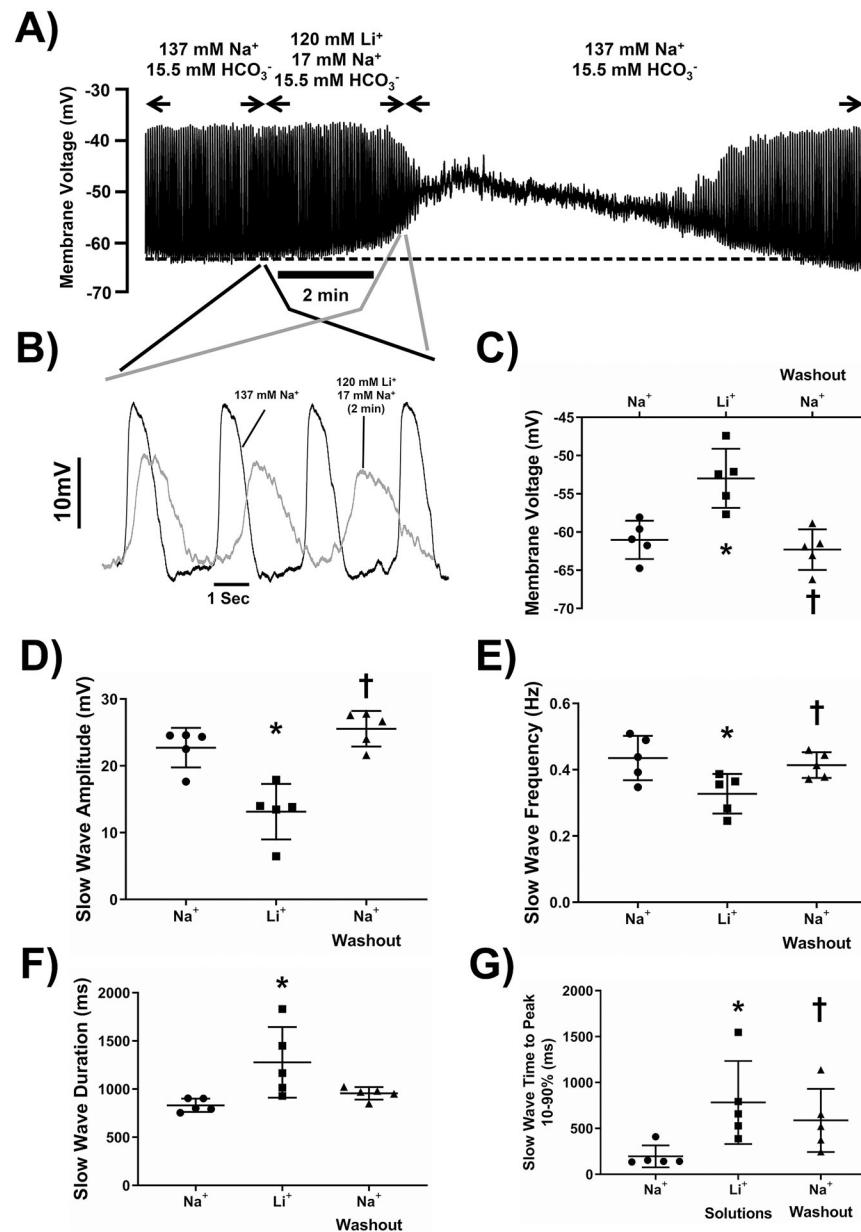 A)
137 mM Na⁺
15.5 mM HCO₃⁻
120 mM Li⁺
17 mM Na⁺
15.5 mM HCO₃⁻
137 mM Na⁺
15.5 mM HCO₃⁻
Membrane Voltage (mV)
-30
-40
-50
-60
-70
2 min
B)
137 mM Na⁺
120 mM Li⁺
17 mM Na⁺
(2 min)
10mV
1 Sec
C)
Washout
Na⁺ Li⁺ Na⁺
Membrane Voltage (mV)
-45
-50
-55
-60
-65
-70
*
†
D)
Slow Wave Amplitude (mV)
30
20
10
0
*
†
Na⁺ Li⁺ Na⁺
Washout
E)
Slow Wave Frequency (Hz)
0.6
0.4
0.2
0.0
*
†
Na⁺ Li⁺ Na⁺
Washout
F)
Slow Wave Duration (ms)
2000
1500
1000
500
0
*
Na⁺ Li⁺ Na⁺
Washout
G)
Slow Wave Time to Peak
10-90% (ms)
2000
1500
1000
500
0
*
†
Na⁺ Li⁺ Na⁺
Solutions Washout